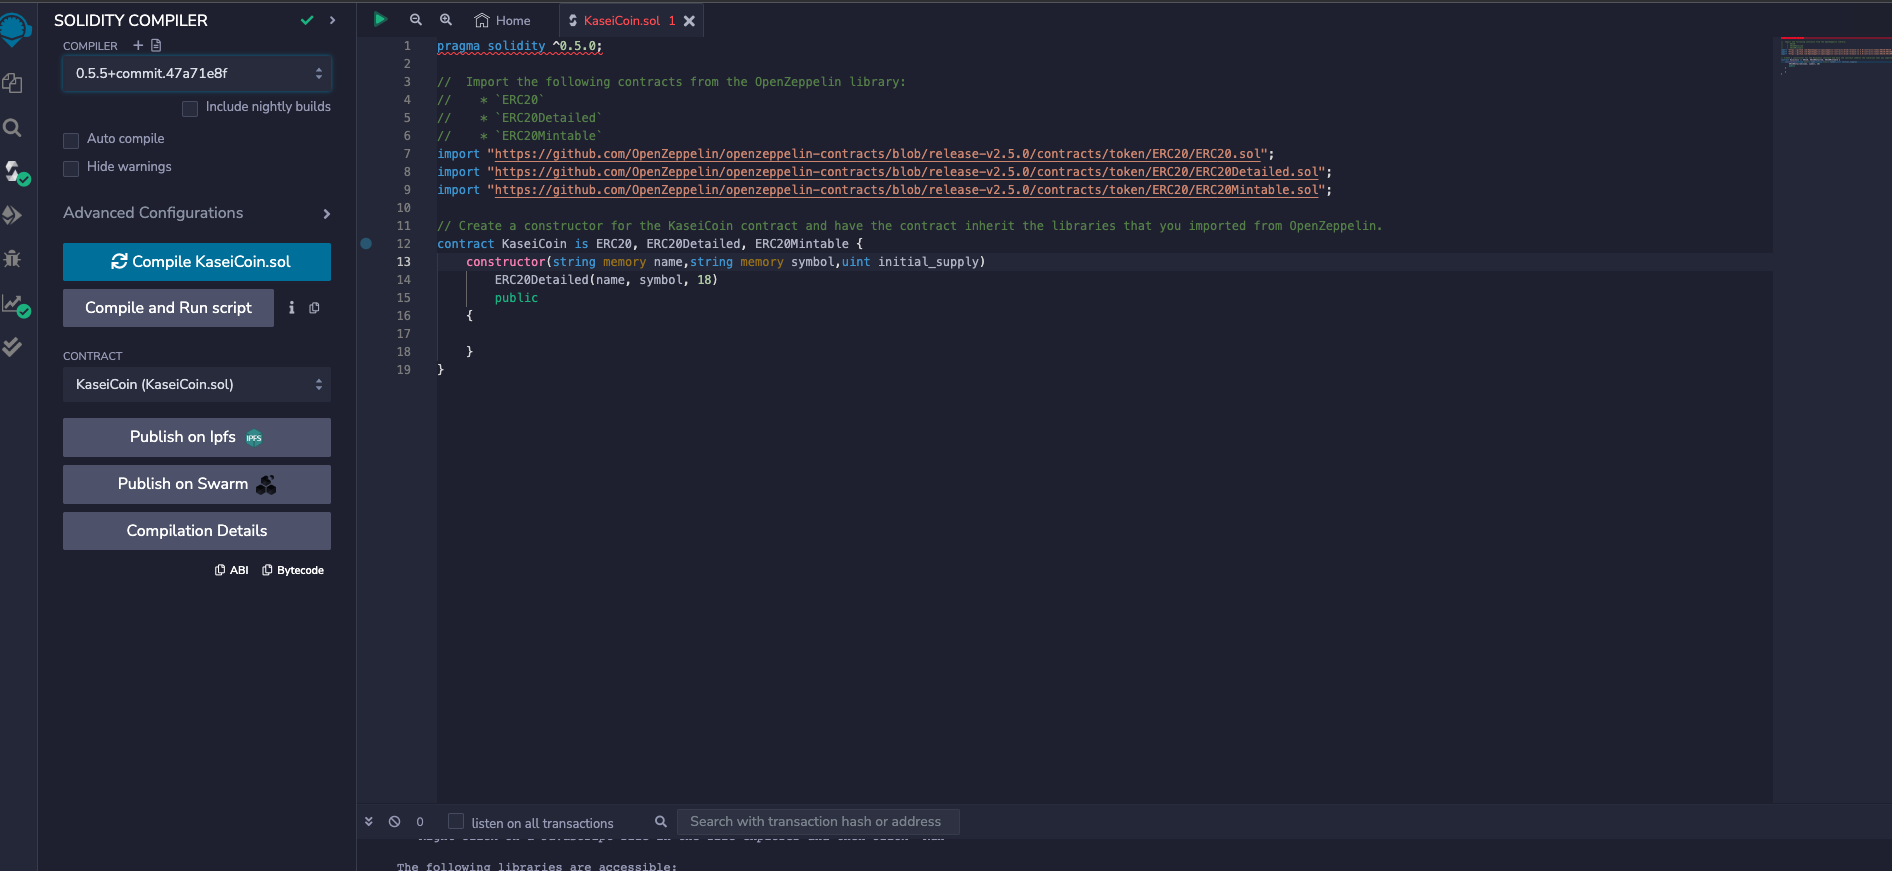 SOLIDITY COMPILER
COMPILER
0.5.5+commit.47a71e8f
Include nightly builds
Auto compile
Hide warnings
Advanced Configurations
Compile KaseiCoin.sol
Compile and Run script
CONTRACT
KaseiCoin (KaseiCoin.sol)
Publish on Ipfs
IPFS
Publish on Swarm
Compilation Details
ABI Bytecode
Home KaseiCoin.sol 1
1 pragma solidity ^0.5.0;
2
3 //  Import the following contracts from the OpenZeppelin library:
4 //    * `ERC20`
5 //    * `ERC20Detailed`
6 //    * `ERC20Mintable`
7 import "https://github.com/OpenZeppelin/openzeppelin-contracts/blob/release-v2.5.0/contracts/token/ERC20/ERC20.sol";
8 import "https://github.com/OpenZeppelin/openzeppelin-contracts/blob/release-v2.5.0/contracts/token/ERC20/ERC20Detailed.sol";
9 import "https://github.com/OpenZeppelin/openzeppelin-contracts/blob/release-v2.5.0/contracts/token/ERC20/ERC20Mintable.sol";
10
11 // Create a constructor for the KaseiCoin contract and have the contract inherit the libraries that you imported from OpenZeppelin.
12 contract KaseiCoin is ERC20, ERC20Detailed, ERC20Mintable {
13     constructor(string memory name,string memory symbol,uint initial_supply)
14         ERC20Detailed(name, symbol, 18)
15         public
16     {
17
18     }
19 }
0 listen on all transactions Search with transaction hash or address
The following libraries are accessible: